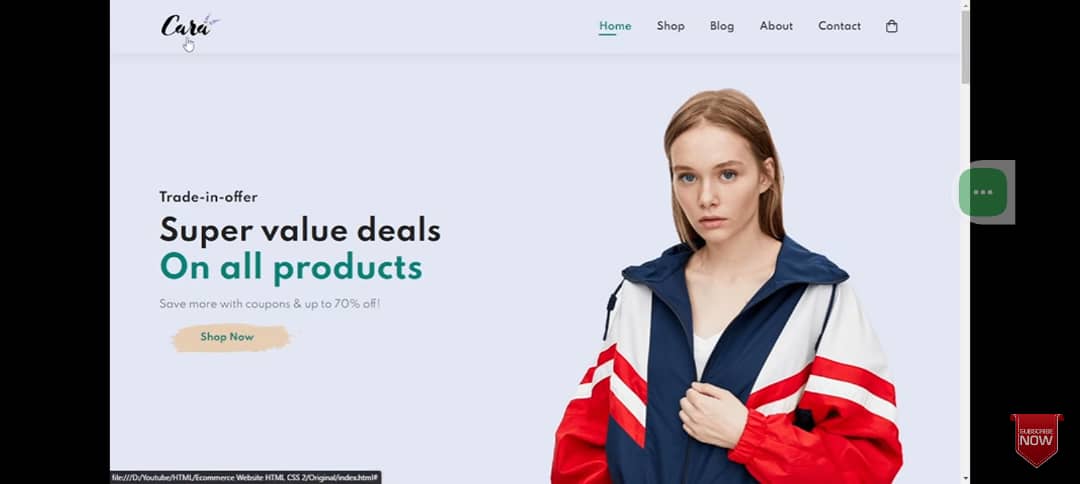 Cara
Home Shop Blog About Contact
Trade-in-offer
Super value deals
On all products
Save more with coupons & up to 70% off!
Shop Now
SUBSCRIBE
NOW
file:///D:/Youtube/HTML/Ecommerce Website HTML CSS 2/Original/index.html#